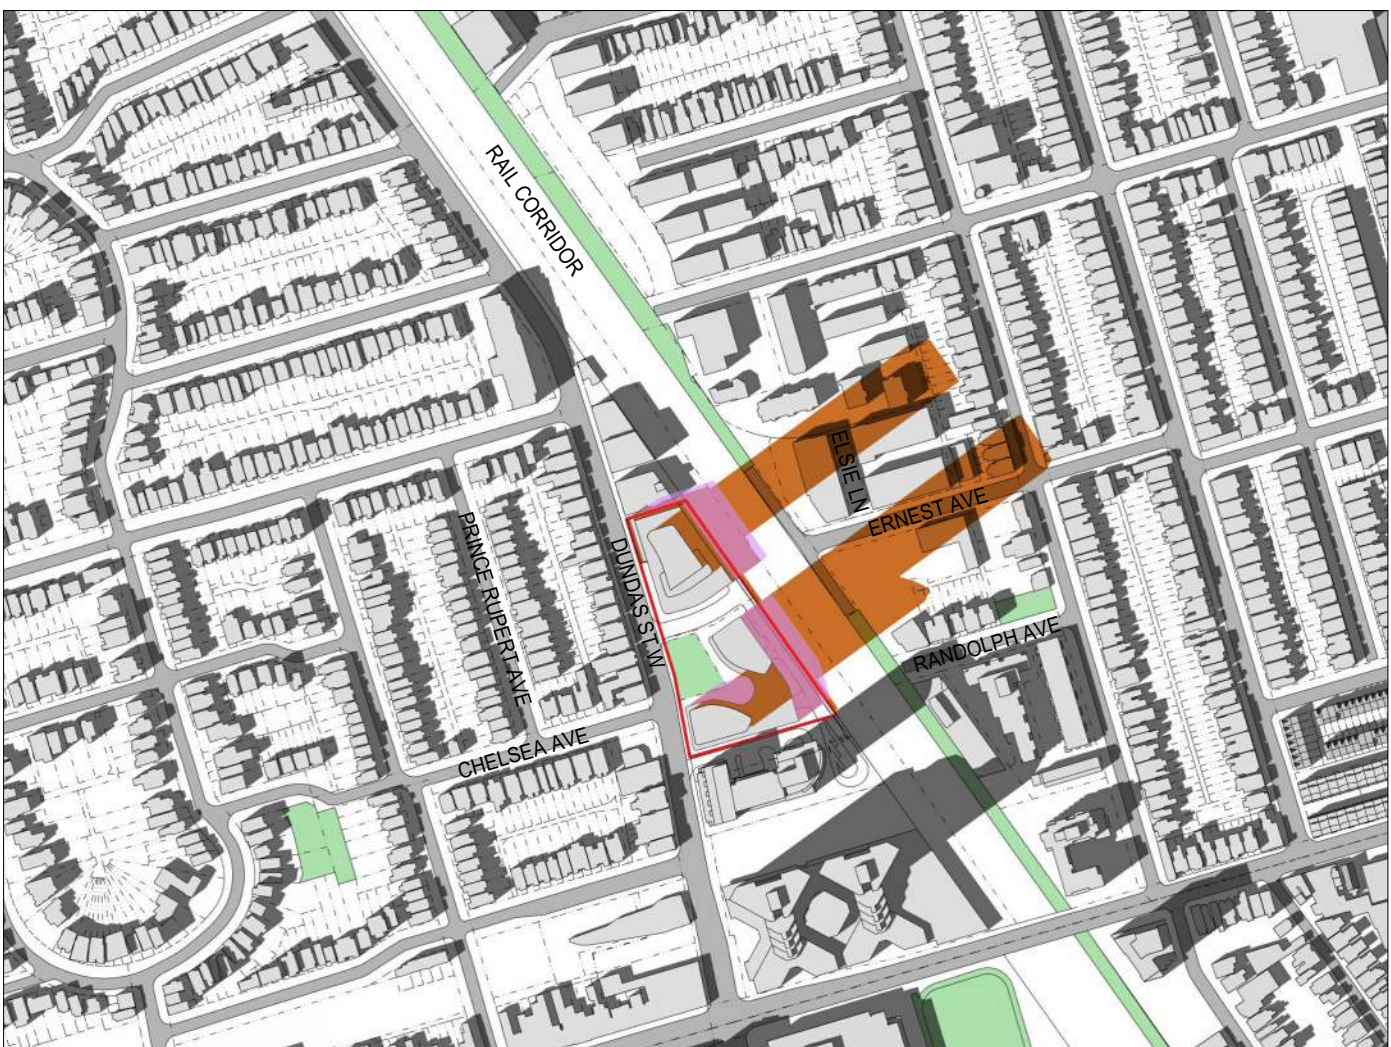 RAIL CORRIDOR
ELSIE LN
ERNEST AVE
PRINCE RUPERT AVE
DUNDAS ST W
RANDOLPH AVE
CHELSEA AVE